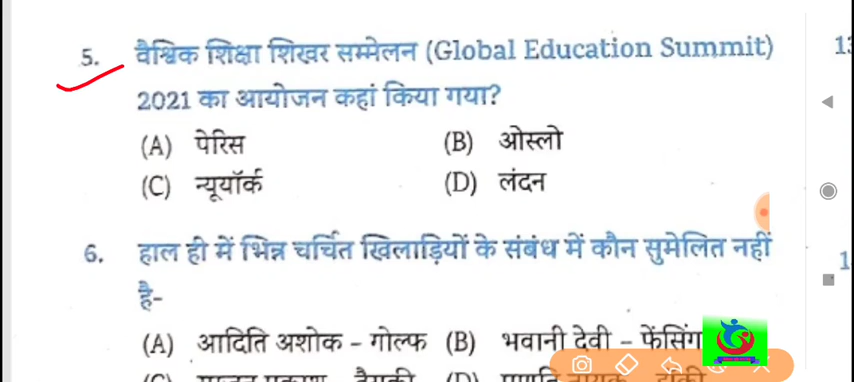 5. वैश्विक शिक्षा शिखर सम्मेलन (Global Education Summit)
2021 का आयोजन कहां किया गया?
(A) पेरिस (B) ओस्लो
(C) न्यूयॉर्क (D) लंदन
6. हाल ही में भिन्न चर्चित खिलाड़ियों के संबंध में कौन सुमेलित नहीं
है-
(A) आदिति अशोक - गोल्फ (B) भवानी देवी - फेंसिंग